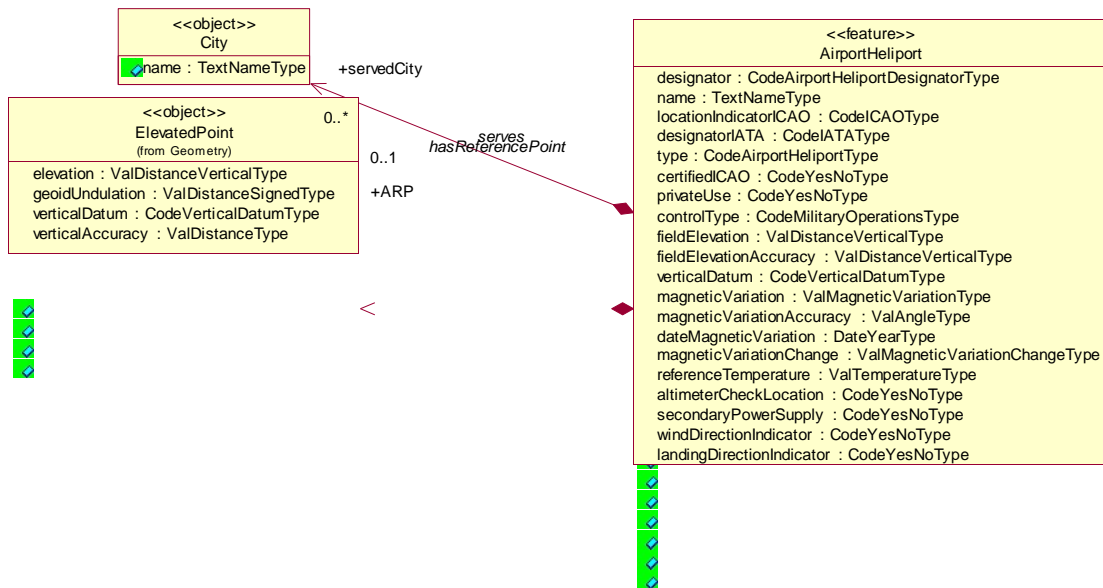 <<object>>
City
name : TextNameType
+servedCity
0..*
<<object>>
ElevatedPoint
(from Geometry)
elevation : ValDistanceVerticalType
geoidUndulation : ValDistanceSignedType
verticalDatum : CodeVerticalDatumType
verticalAccuracy : ValDistanceType
0..1
+ARP
serves
hasReferencePoint
<<feature>>
AirportHeliport
designator : CodeAirportHeliportDesignatorType
name : TextNameType
locationIndicatorICAO : CodeICAOType
designatorIATA : CodeIATAType
type : CodeAirportHeliportType
certifiedICAO : CodeYesNoType
privateUse : CodeYesNoType
controlType : CodeMilitaryOperationsType
fieldElevation : ValDistanceVerticalType
fieldElevationAccuracy : ValDistanceVerticalType
verticalDatum : CodeVerticalDatumType
magneticVariation : ValMagneticVariationType
magneticVariationAccuracy : ValAngleType
dateMagneticVariation : DateYearType
magneticVariationChange : ValMagneticVariationChangeType
referenceTemperature : ValTemperatureType
altimeterCheckLocation : CodeYesNoType
secondaryPowerSupply : CodeYesNoType
windDirectionIndicator : CodeYesNoType
landingDirectionIndicator : CodeYesNoType